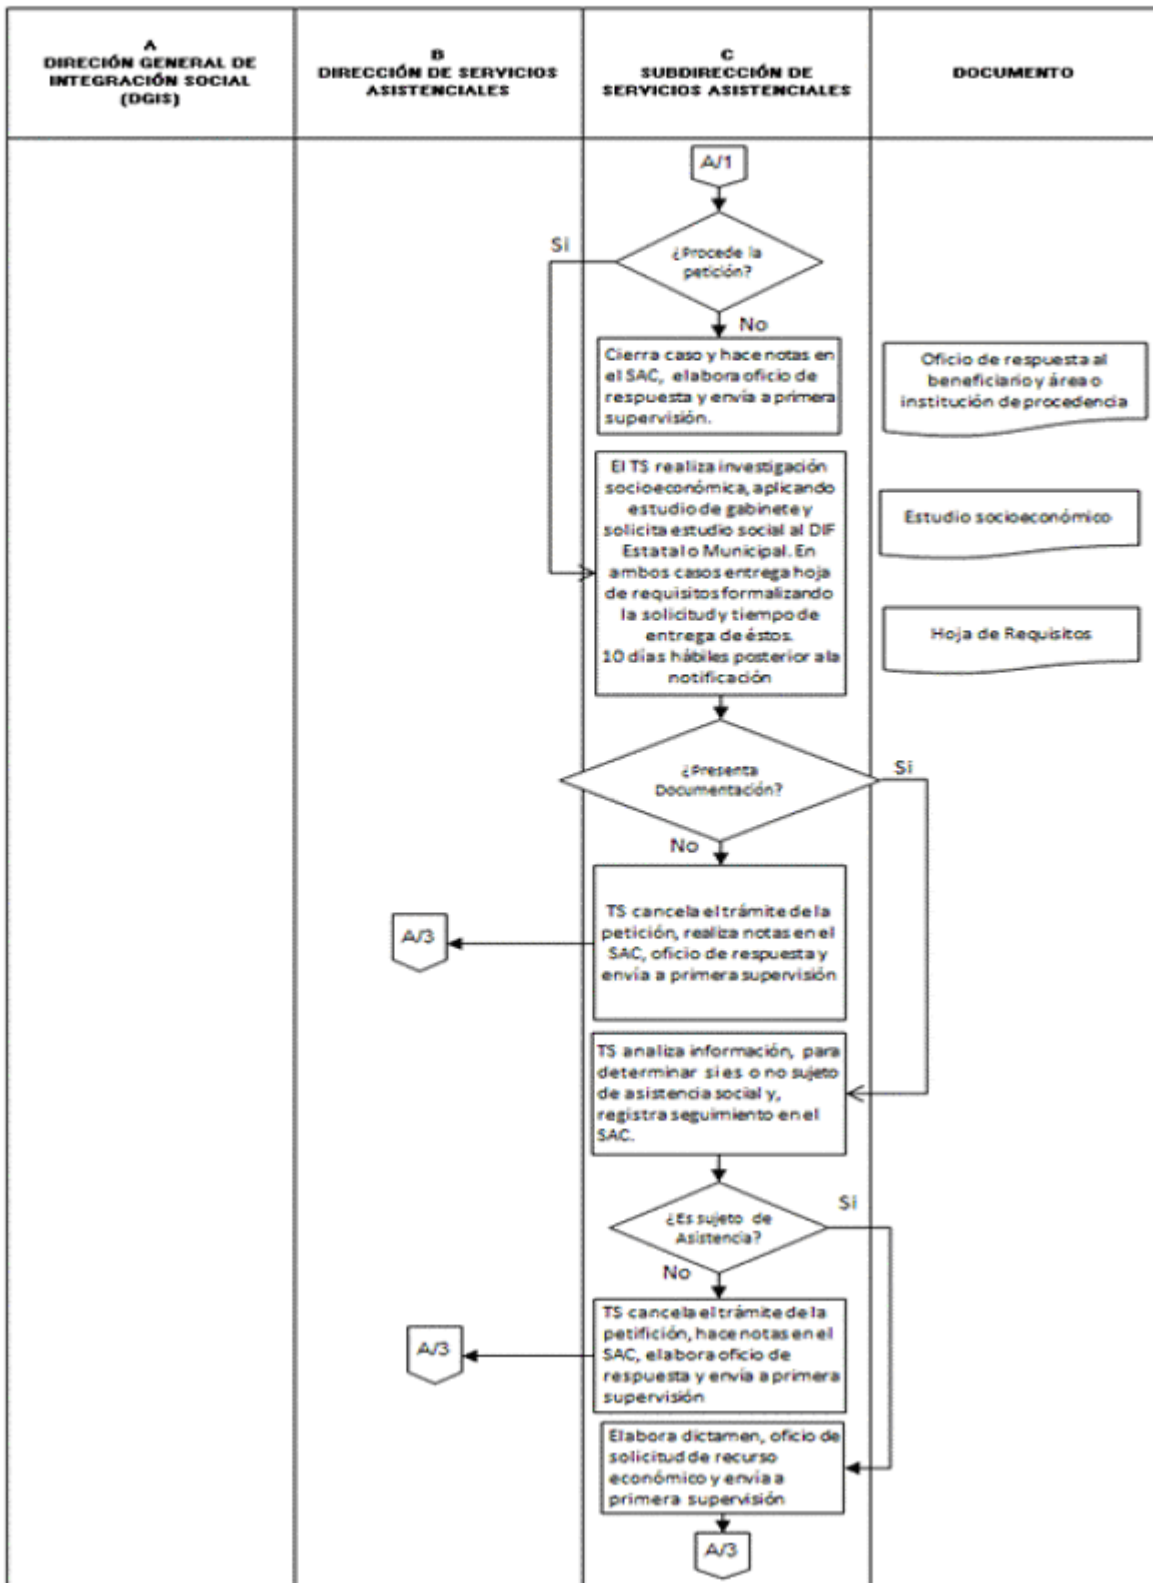 A
DIRECIÓN GENERAL DE
INTEGRACIÓN SOCIAL
(DGIS)
B
DIRECCIÓN DE SERVICIOS
ASISTENCIALES
C
SUBDIRECCIÓN DE
SERVICIOS ASISTENCIALES
DOCUMENTO
A/1
¿Procede la
petición?
Si
No
Cierra caso y hace notas en
el SAC, elabora oficio de
respuesta y envía a primera
supervisión.
Oficio de respuesta al
beneficiario y área o
institución de procedencia
El TS realiza investigación
socioeconómica, aplicando
estudio de gabinete y
solicita estudio social al DIF
Estatal o Municipal. En
ambos casos entrega hoja
de requisitos formalizando
la solicitud y tiempo de
entrega de éstos.
10 días hábiles posterior a la
notificación
Estudio socioeconómico
Hoja de Requisitos
¿Presenta
Documentación?
Si
No
TS cancela el trámite de la
petición, realiza notas en el
SAC, oficio de respuesta y
envía a primera supervisión
A/3
TS analiza información, para
determinar si es o no sujeto
de asistencia social y,
registra seguimiento en el
SAC.
¿Es sujeto de
Asistencia?
Si
No
TS cancela el trámite de la
petifición, hace notas en el
SAC, elabora oficio de
respuesta y envía a primera
supervisión
A/3
Elabora dictamen, oficio de
solicitud de recurso
económico y envía a
primera supervisión
A/3